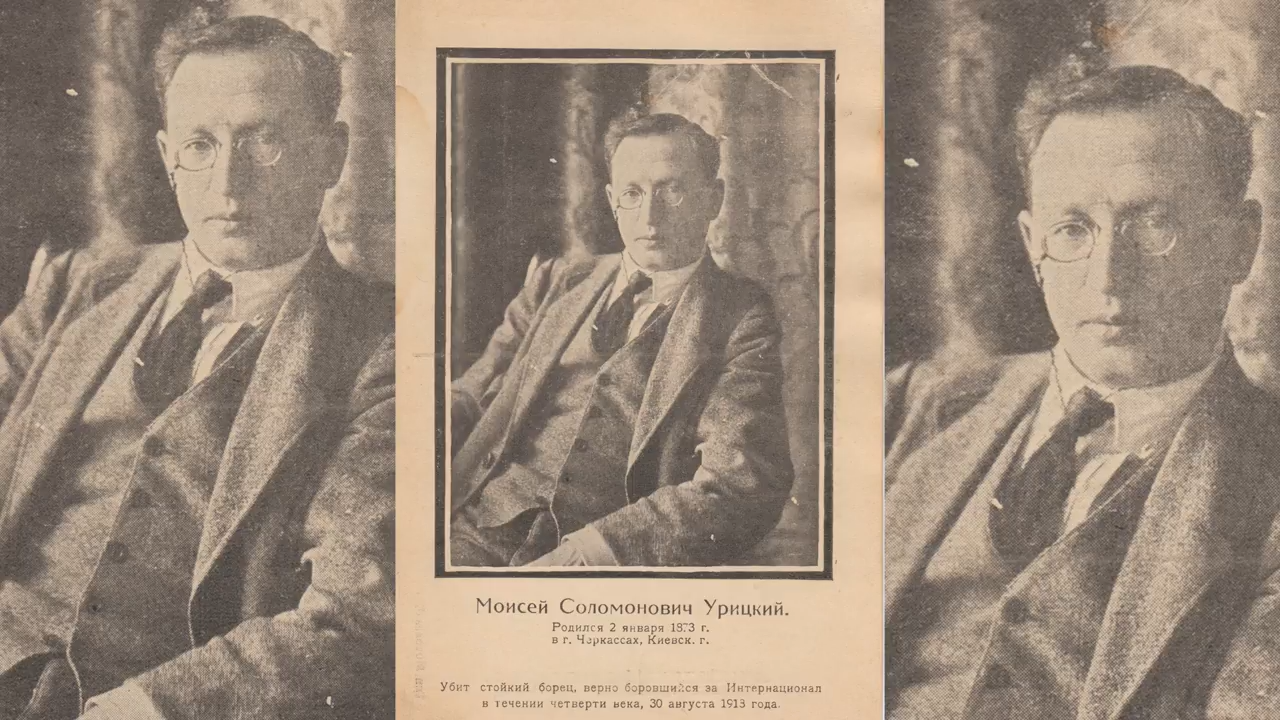 Моисей Соломонович Урицкий.
Родился 2 января 1873 г.
в г. Черкассах, Киевск. г.
Убит стойкий борец, верно боровшийся за Интернационал
в течении четверти века, 30 августа 1913 года.